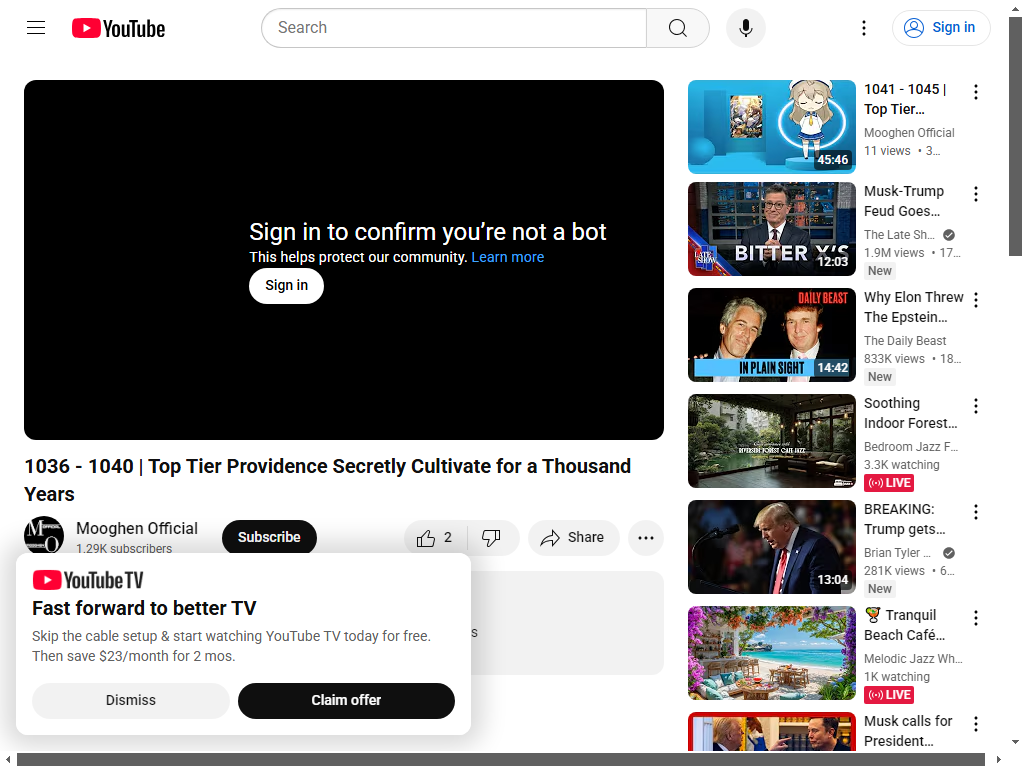 YouTube
Search
Sign in
Sign in to confirm you’re not a bot
This helps protect our community. Learn more
Sign in
1036 - 1040 | Top Tier Providence Secretly Cultivate for a Thousand
Years
Mooghen Official
1.29K subscribers
Subscribe
2
Share
YouTube TV
Fast forward to better TV
Skip the cable setup & start watching YouTube TV today for free.
Then save $23/month for 2 mos.
Dismiss
Claim offer
s
45:46
1041 - 1045 |
Top Tier…
Mooghen Official
11 views • 3…
LATE SHOW
BITTER X'S
12:03
Musk-Trump
Feud Goes…
The Late Sh…
1.9M views • 17…
New
DAILY BEAST
IN PLAIN SIGHT
14:42
Why Elon Threw
The Epstein…
The Daily Beast
833K views • 18…
New
RIVERSIDE FOREST CAFE JAZZ
Soothing
Indoor Forest…
Bedroom Jazz F…
3.3K watching
LIVE
13:04
BREAKING:
Trump gets…
Brian Tyler …
281K views • 6…
New
🍹 Tranquil
Beach Café…
Melodic Jazz Wh…
1K watching
LIVE
Musk calls for
President…